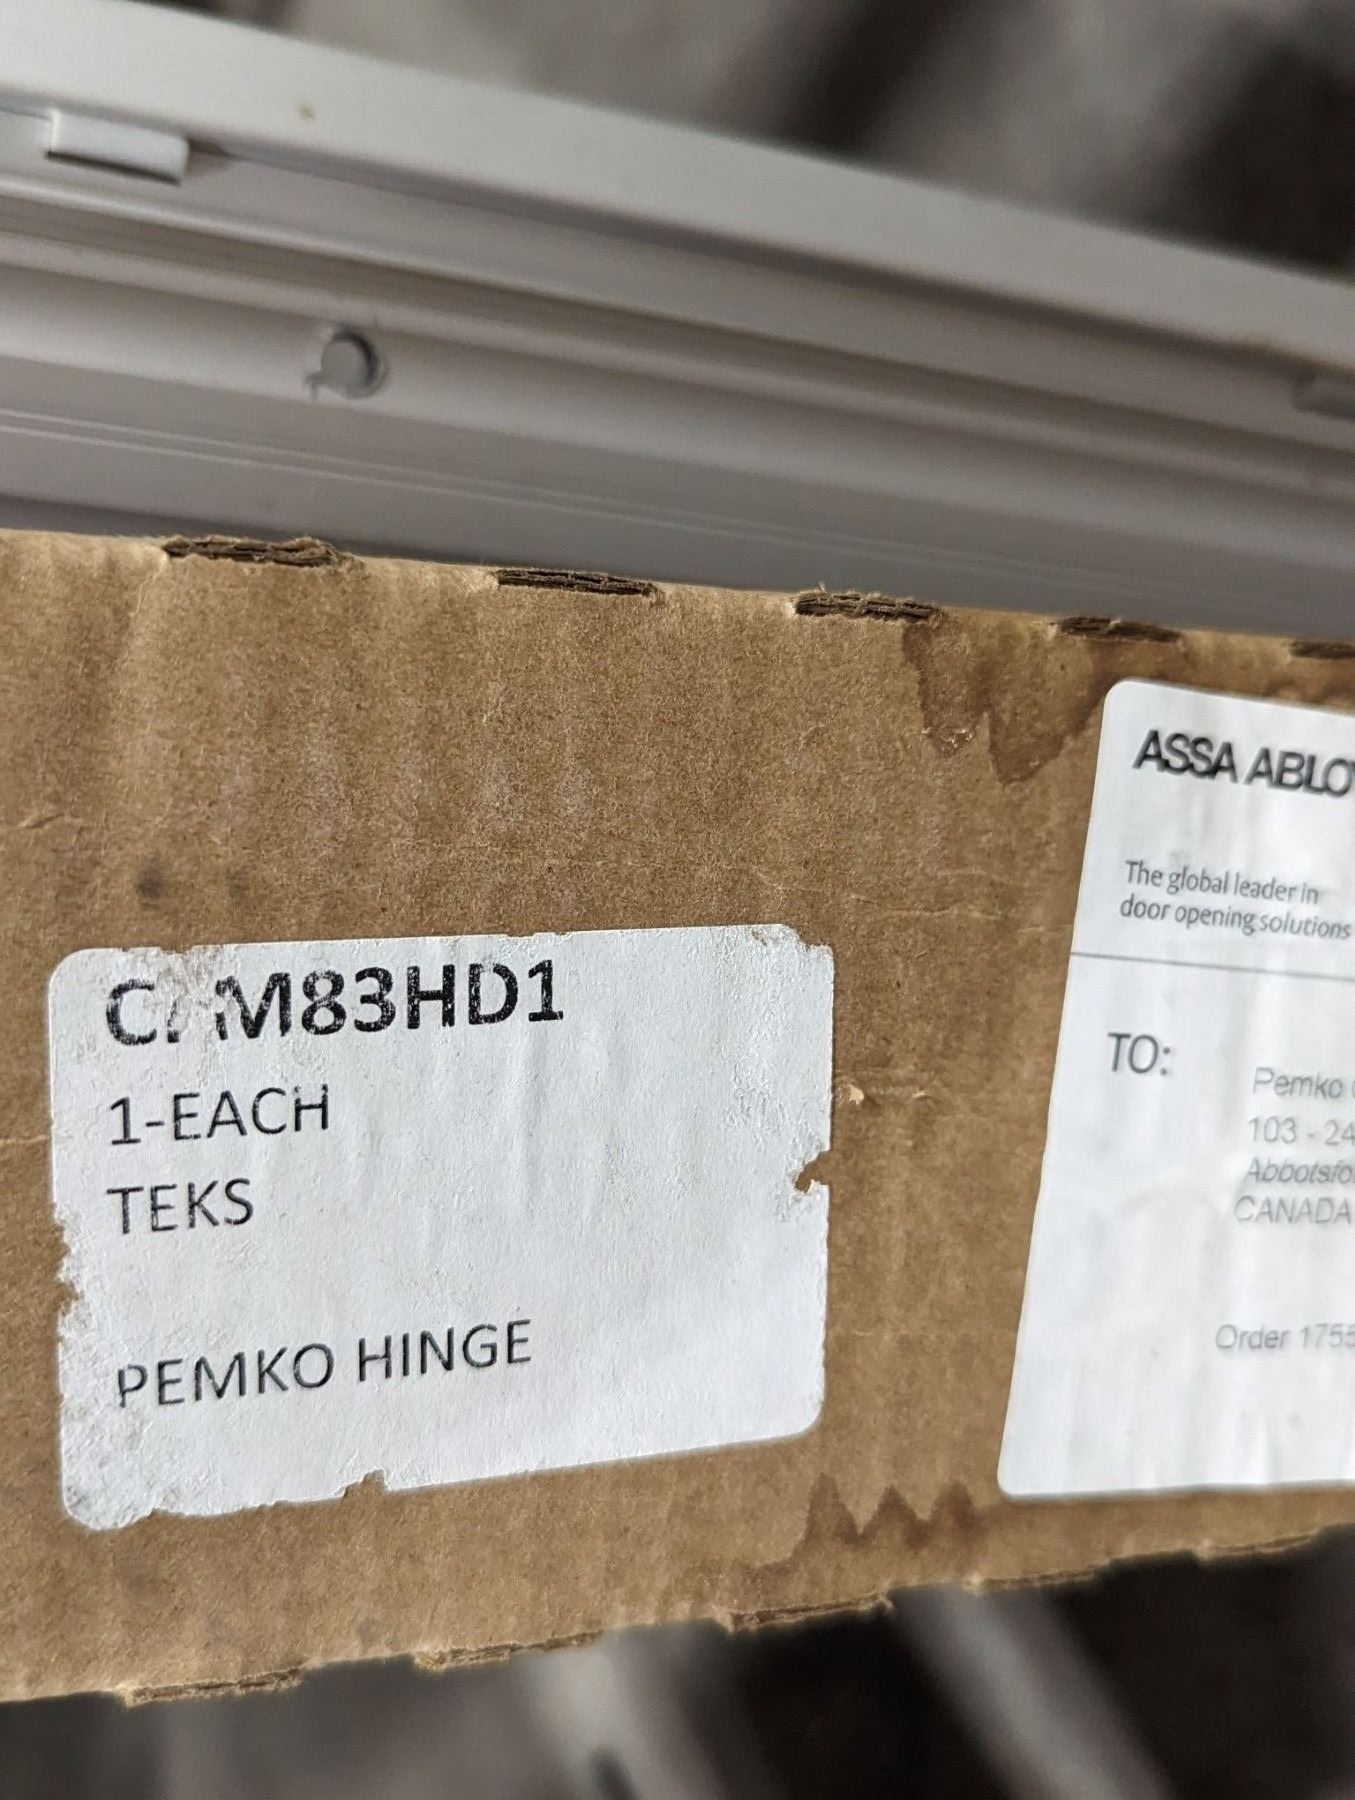 CAM83HD1
1-EACH
TEKS
PEMKO HINGE
ASSA ABLO
The global leader in
door opening solutions
TO:
Pemko
103 - 24
Abbotsfo
CANADA
Order 1755